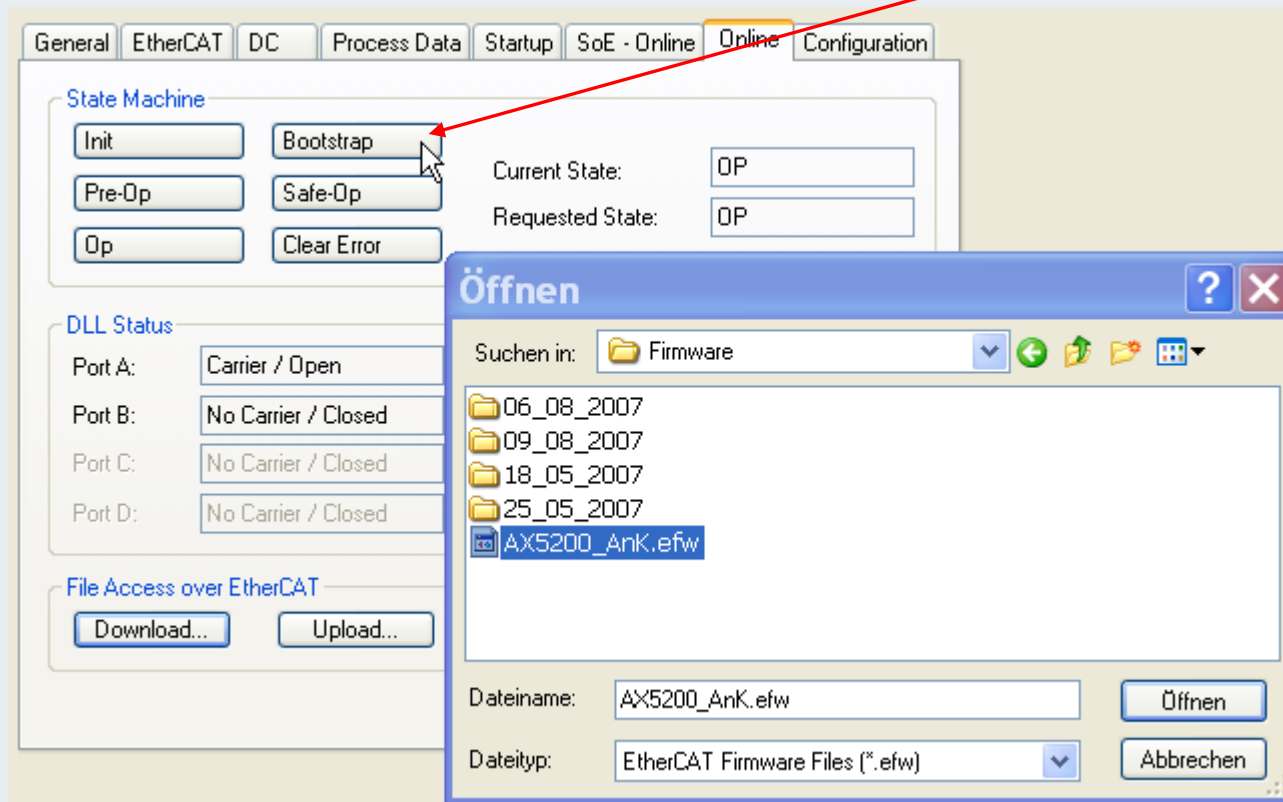 General EtherCAT DC Process Data Startup SoE - Online Online Configuration
State Machine
Init Bootstrap
Pre-Op Safe-Op
Op Clear Error
Current State: OP
Requested State: OP
DLL Status
Port A: Carrier / Open
Port B: No Carrier / Closed
Port C: No Carrier / Closed
Port D: No Carrier / Closed
File Access over EtherCAT
Download... Upload...
Öffnen
Suchen in: Firmware
06_08_2007
09_08_2007
18_05_2007
25_05_2007
AX5200_AnK.efw
Dateiname: AX5200_AnK.efw Öffnen
Dateityp: EtherCAT Firmware Files (*.efw) Abbrechen